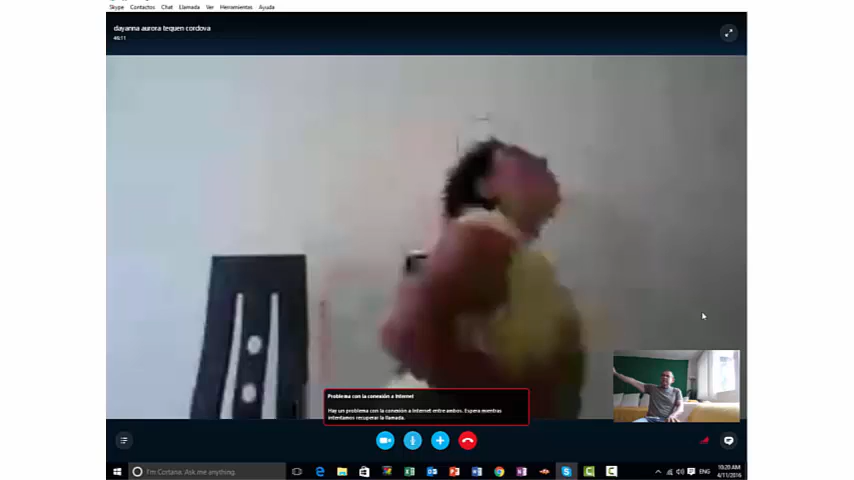 Skype Contactos Chat Llamada Ver Herramientas Ayuda
dayanna aurora tequen cordova
Problema con la conexión a Internet
Hay un problema con la conexión a Internet entre ambos. Espera mientras
intentamos recuperar la llamada.
I'm Cortana. Ask me anything.
ENG
10:20 AM
4/11/2016